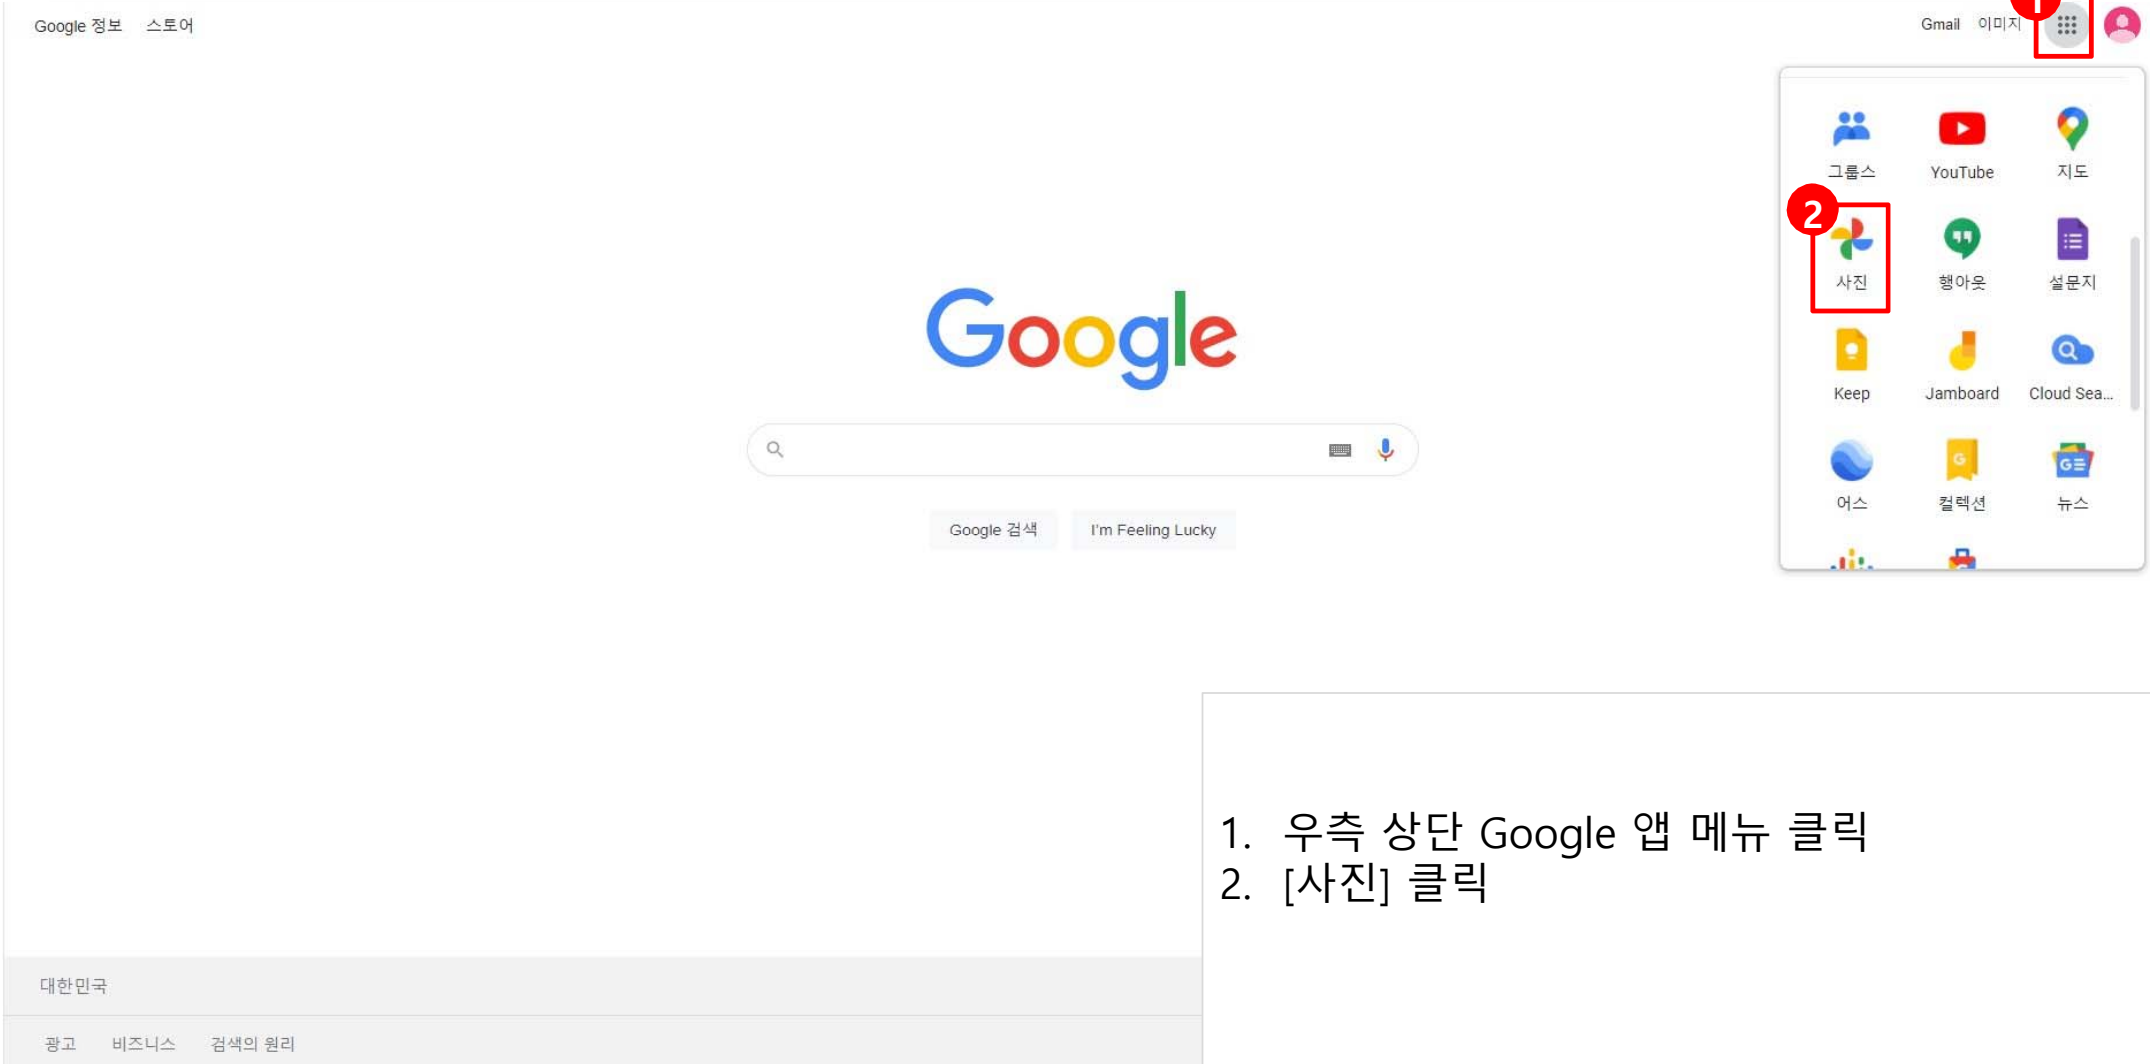 Google 정보 스토어
Gmail 이미지
1
그룹스 YouTube 지도
2
사진 행아웃 설문지
Google
Keep Jamboard Cloud Sea...
어스 컬렉션 뉴스
Google 검색 I'm Feeling Lucky
1. 우측 상단 Google 앱 메뉴 클릭
2. [사진] 클릭
대한민국
광고 비즈니스 검색의 원리